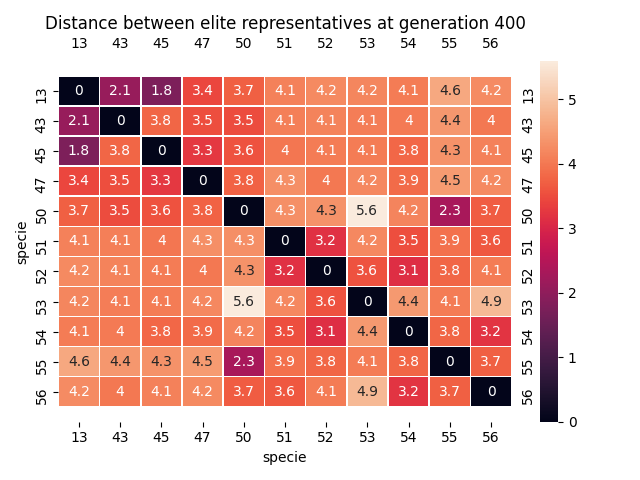 Distance between elite representatives at generation 400
13 43 45 47 50 51 52 53 54 55 56
13 0 2.1 1.8 3.4 3.7 4.1 4.2 4.2 4.1 4.6 4.2 13
43 2.1 0 3.8 3.5 3.5 4.1 4.1 4.1 4 4.4 4 43
45 1.8 3.8 0 3.3 3.6 4 4.1 4.1 3.8 4.3 4.1 45
47 3.4 3.5 3.3 0 3.8 4.3 4 4.2 3.9 4.5 4.2 47
50 3.7 3.5 3.6 3.8 0 4.3 4.3 5.6 4.2 2.3 3.7 50
51 4.1 4.1 4 4.3 4.3 0 3.2 4.2 3.5 3.9 3.6 51
52 4.2 4.1 4.1 4 4.3 3.2 0 3.6 3.1 3.8 4.1 52
53 4.2 4.1 4.1 4.2 5.6 4.2 3.6 0 4.4 4.1 4.9 53
54 4.1 4 3.8 3.9 4.2 3.5 3.1 4.4 0 3.8 3.2 54
55 4.6 4.4 4.3 4.5 2.3 3.9 3.8 4.1 3.8 0 3.7 55
56 4.2 4 4.1 4.2 3.7 3.6 4.1 4.9 3.2 3.7 0 56
13 43 45 47 50 51 52 53 54 55 56
specie
specie
5
4
3
2
1
0